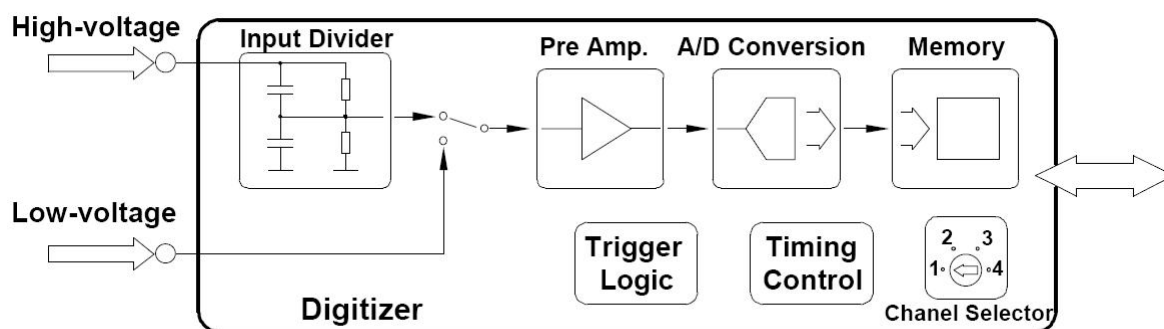 High-voltage
Input Divider
Pre Amp.
A/D Conversion
Memory
Low-voltage
Trigger
Logic
Timing
Control
2 3
1 4
Chanel Selector
Digitizer